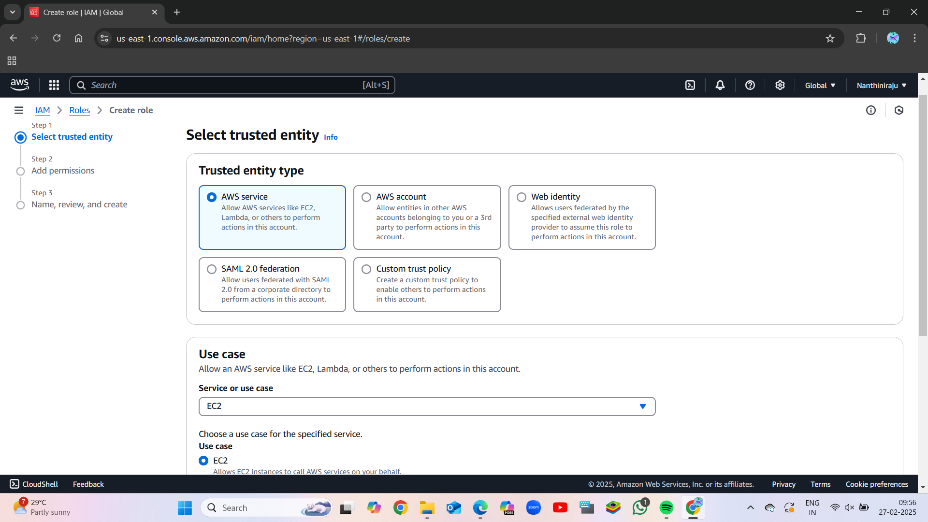 Create role | IAM | Global
us-east-1.console.aws.amazon.com/iam/home?region=us-east-1#/roles/create
aws
Search
[Alt+S]
Global
Nanthiniraju
IAM > Roles > Create role
Step 1
Select trusted entity
Step 2
Add permissions
Step 3
Name, review, and create
Select trusted entity Info
Trusted entity type
AWS service
Allow AWS services like EC2,
Lambda, or others to perform
actions in this account.
AWS account
Allow entities in other AWS
accounts belonging to you or a 3rd
party to perform actions in this
account.
Web identity
Allows users federated by the
specified external web identity
provider to assume this role to
perform actions in this account.
SAML 2.0 federation
Allow users federated with SAML
2.0 from a corporate directory to
perform actions in this account.
Custom trust policy
Create a custom trust policy to
enable others to perform actions
in this account.
Use case
Allow an AWS service like EC2, Lambda, or others to perform actions in this account.
Service or use case
EC2
Choose a use case for the specified service.
Use case
EC2
Allows EC2 instances to call AWS services on your behalf.
CloudShell
Feedback
© 2025, Amazon Web Services, Inc. or its affiliates.
Privacy
Terms
Cookie preferences
7
29°C
Partly sunny
Search
zoom
1
ENG
IN
09:56
27-02-2025